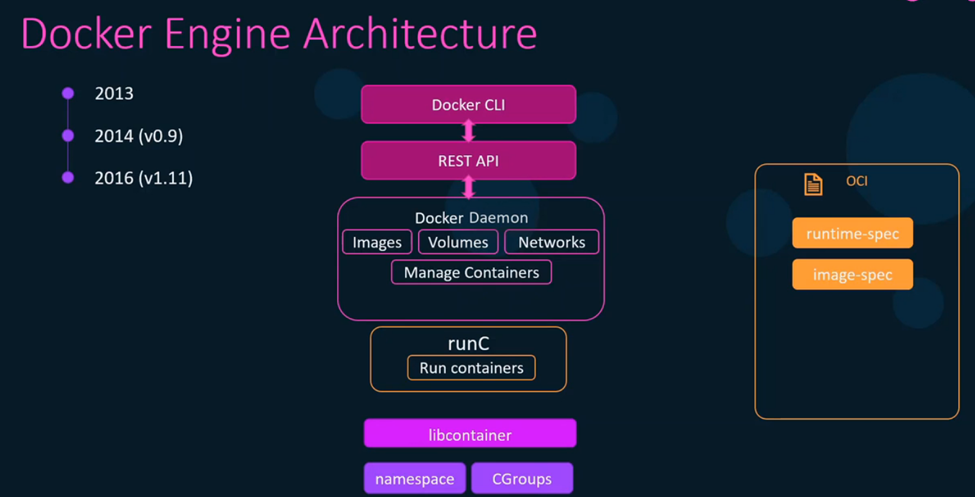 Docker Engine Architecture
2013
2014 (v0.9)
2016 (v1.11)
Docker CLI
REST API
Docker Daemon
Images Volumes Networks
Manage Containers
runC
Run containers
libcontainer
namespace CGroups
OCI
runtime-spec
image-spec